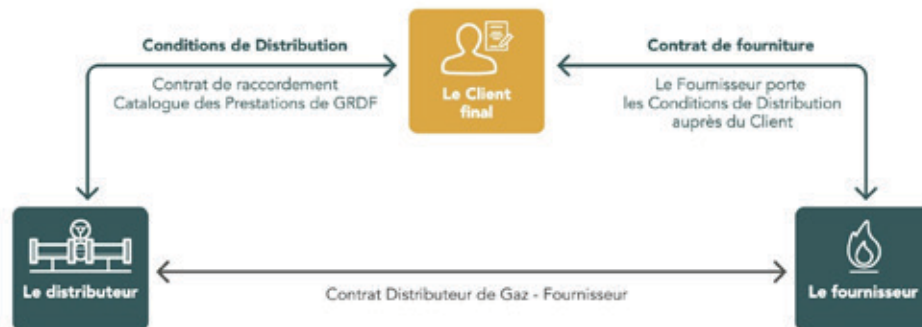 Conditions de Distribution
Contrat de raccordement
Catalogue des Prestations de GRDF
Le Client
final
Contrat de fourniture
Le Fournisseur porte
les Conditions de Distribution
auprès du Client
Le distributeur
Contrat Distributeur de Gaz - Fournisseur
Le fournisseur